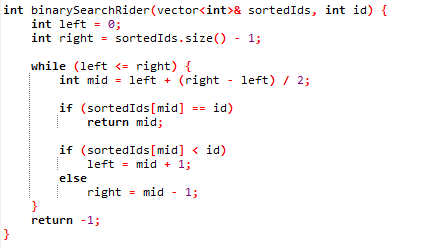 int binarySearchRider(vector<int>& sortedIds, int id) {
    int left = 0;
    int right = sortedIds.size() - 1;

    while (left <= right) {
        int mid = left + (right - left) / 2;

        if (sortedIds[mid] == id)
            return mid;

        if (sortedIds[mid] < id)
            left = mid + 1;
        else
            right = mid - 1;
    }
    return -1;
}